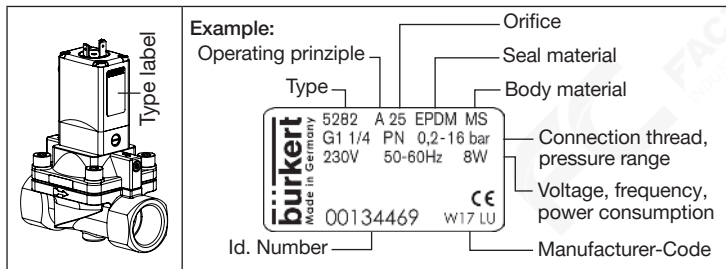 Type label
Example:
Orifice
Operating prinziple
Seal material
Type
Body material
bürkert
Made in Germany
5282 A 25 EPDM MS
G1 1/4 PN 0,2-16 bar
230V 50-60Hz 8W
CE
00134469 W17 LU
Connection thread,
pressure range
Voltage, frequency,
power consumption
Id. Number
Manufacturer-Code